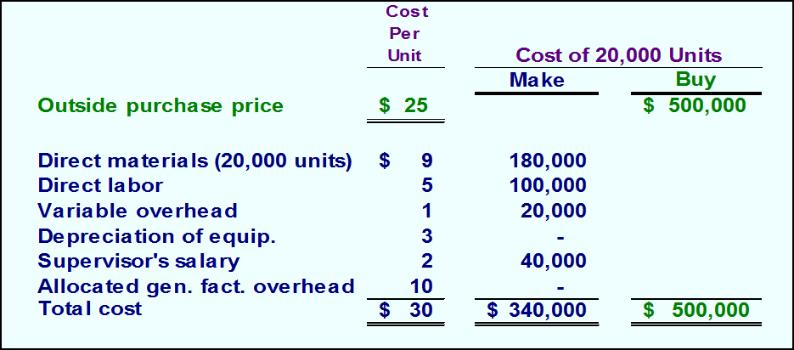 Cost
Per
Unit Cost of 20,000 Units
Make Buy
Outside purchase price $ 25 $ 500,000
Direct materials (20,000 units) $ 9 180,000
Direct labor 5 100,000
Variable overhead 1 20,000
Depreciation of equip. 3 -
Supervisor's salary 2 40,000
Allocated gen. fact. overhead 10 -
Total cost $ 30 $ 340,000 $ 500,000